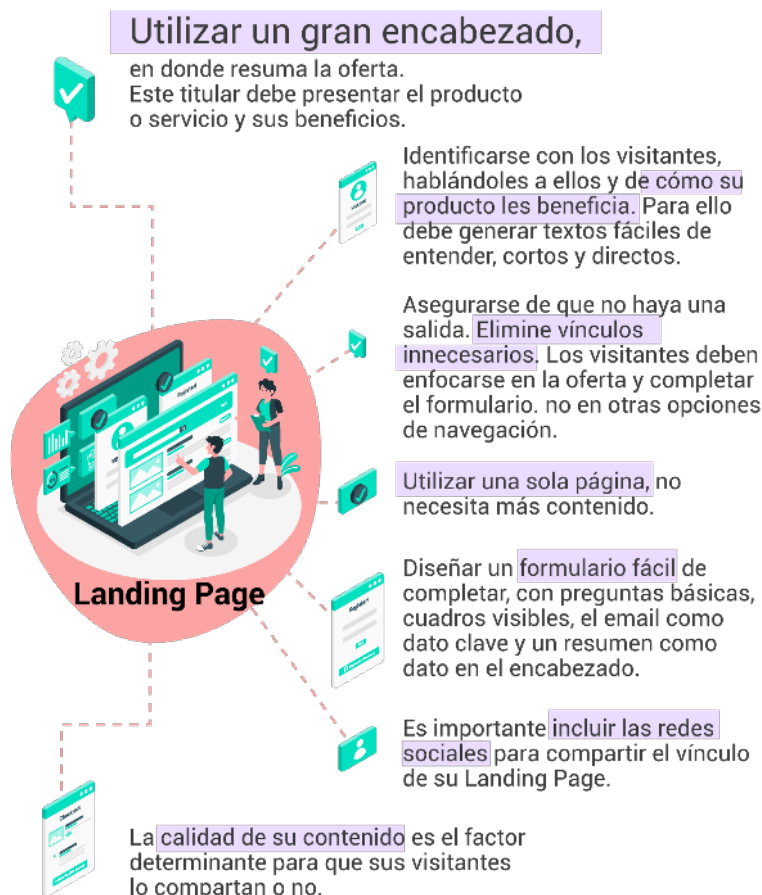 Utilizar un gran encabezado,
en donde resuma la oferta.
Este titular debe presentar el producto
o servicio y sus beneficios.
Identificarse con los visitantes,
hablándoles a ellos y de cómo su
producto les beneficia. Para ello
debe generar textos fáciles de
entender, cortos y directos.
Asegurarse de que no haya una
salida. Elimine vínculos
innecesarios. Los visitantes deben
enfocarse en la oferta y completar
el formulario. no en otras opciones
de navegación.
Utilizar una sola página, no
necesita más contenido.
Landing Page
Diseñar un formulario fácil de
completar, con preguntas básicas,
cuadros visibles, el email como
dato clave y un resumen como
dato en el encabezado.
Es importante incluir las redes
sociales para compartir el vínculo
de su Landing Page.
La calidad de su contenido es el factor
determinante para que sus visitantes
lo compartan o no.